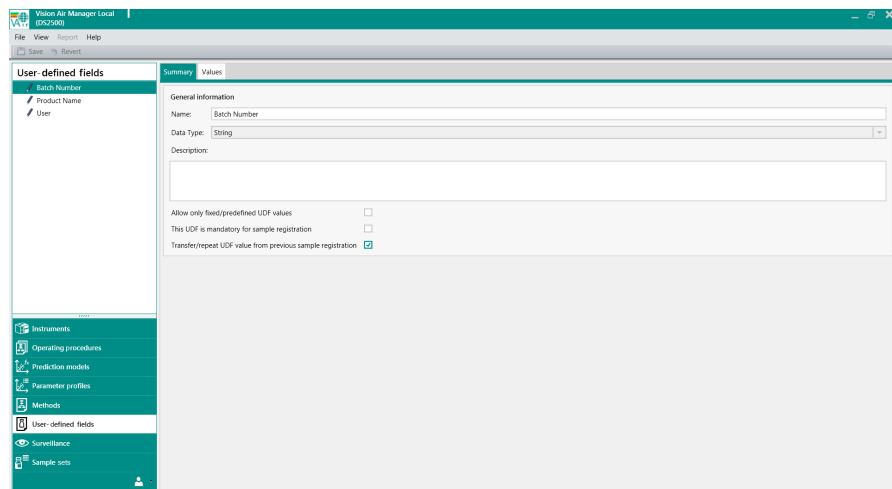 Vision Air Manager Local
(DS2500)
File View Report Help
Save Revert
User-defined fields
Batch Number
Product Name
User
Summary Values
General information
Name: Batch Number
Data Type: String
Description:
Allow only fixed/predefined UDF values
This UDF is mandatory for sample registration
Transfer/repeat UDF value from previous sample registration
Instruments
Operating procedures
Prediction models
Parameter profiles
Methods
User-defined fields
Surveillance
Sample sets